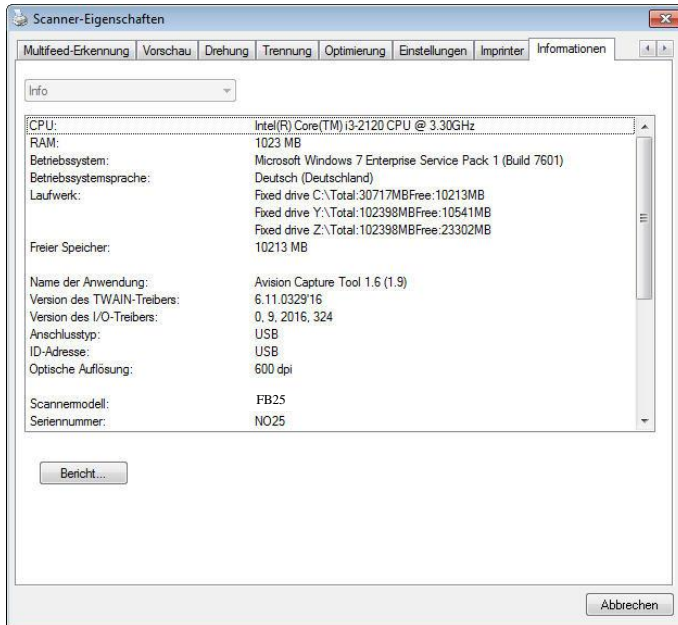 Scanner-Eigenschaften
Multifeed-Erkennung Vorschau Drehung Trennung Optimierung Einstellungen Imprinter Informationen
Info
CPU: Intel(R) Core(TM) i3-2120 CPU @ 3.30GHz
RAM: 1023 MB
Betriebssystem: Microsoft Windows 7 Enterprise Service Pack 1 (Build 7601)
Betriebssystemsprache: Deutsch (Deutschland)
Laufwerk: Fixed drive C:\Total:30717MBFree:10213MB
Fixed drive Y:\Total:102398MBFree:10541MB
Fixed drive Z:\Total:102398MBFree:23302MB
Freier Speicher: 10213 MB
Name der Anwendung: Avision Capture Tool 1.6 (1.9)
Version des TWAIN-Treibers: 6.11.0329'16
Version des I/O-Treibers: 0, 9, 2016, 324
Anschlusstyp: USB
ID-Adresse: USB
Optische Auflösung: 600 dpi
Scannermodell: FB25
Seriennummer: NO25
Bericht...
Abbrechen